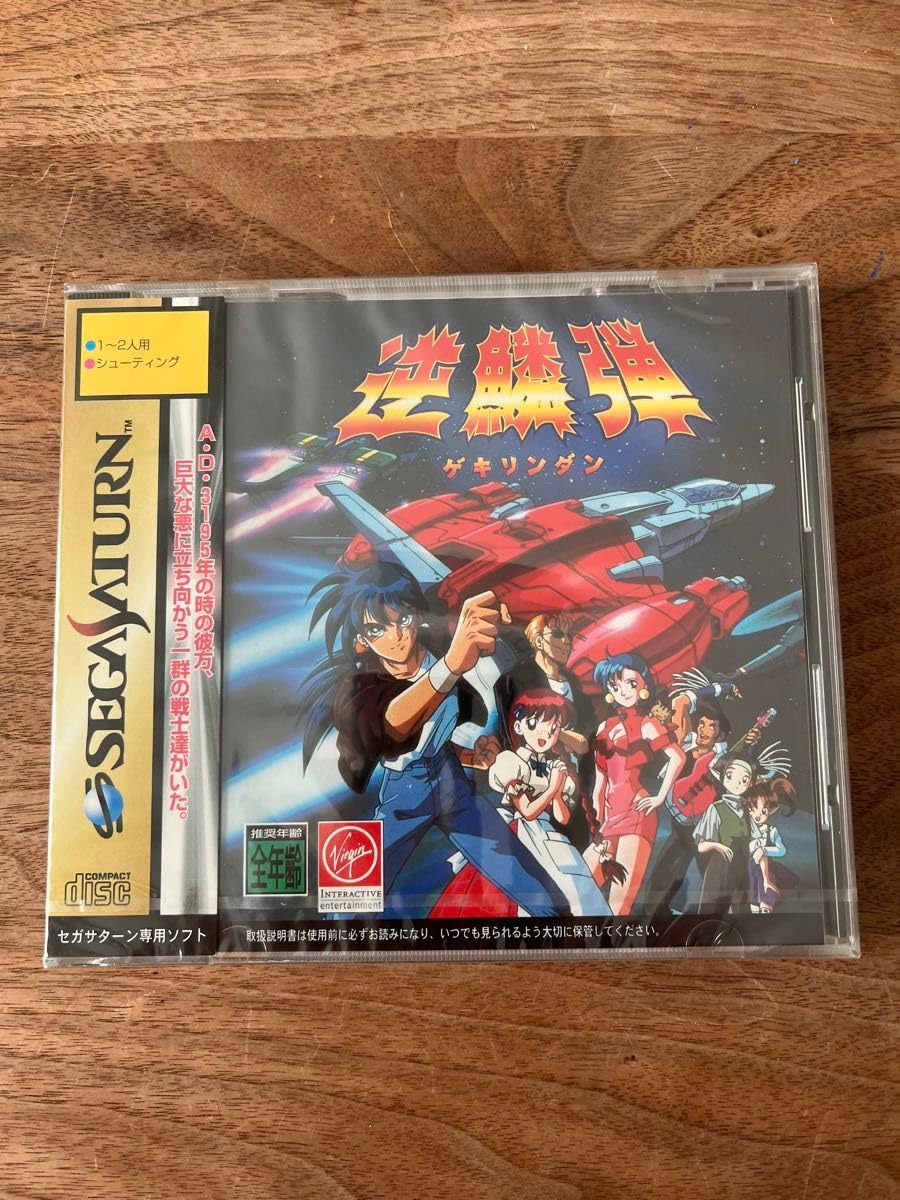 ●1～2人用
●シューティング
SEGA SATURN™
A・D・3195年の時の彼方、
巨大な悪に立ち向かう一群の戦士達がいた。
COMPACT
disc
セガサターン専用ソフト
逆鱗弾
ゲキリンダン
推奨年齢
全年齢
Virgin
INTERACTIVE
entertainment
取扱説明書は使用前に必ずお読みになり、いつでも見られるよう大切に保管してください。